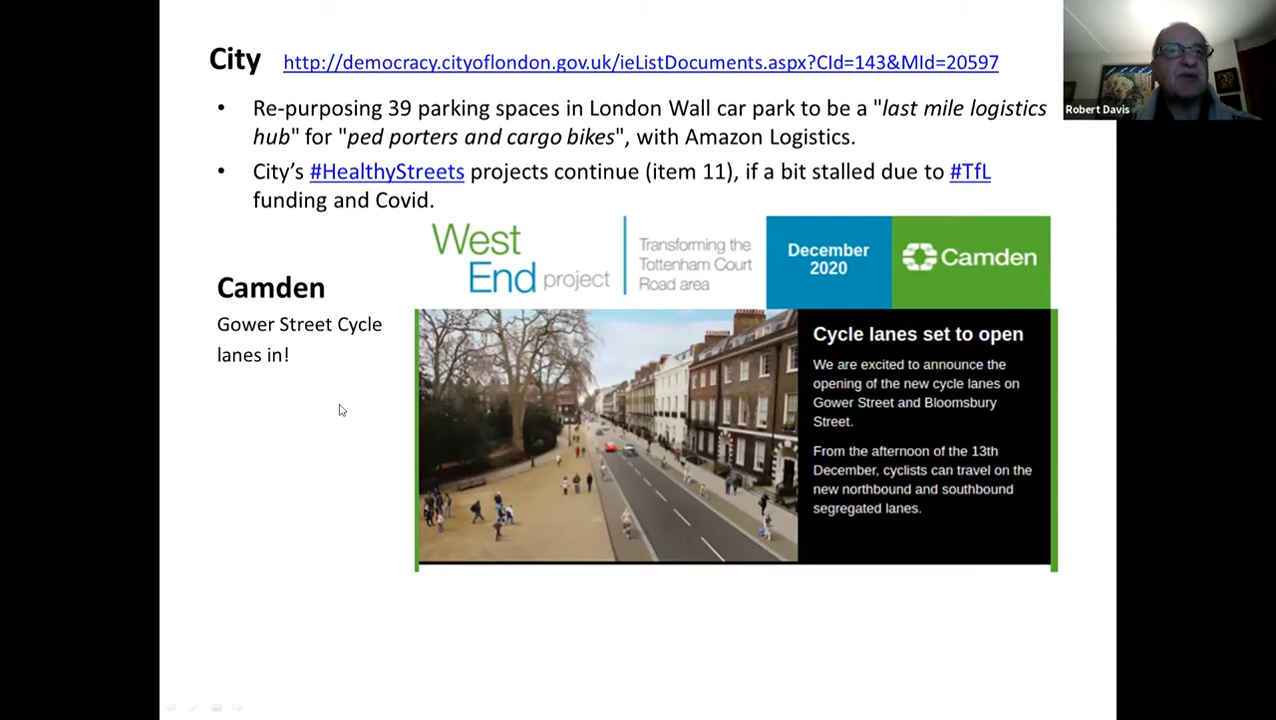 City http://democracy.cityoflondon.gov.uk/ieListDocuments.aspx?CId=143&MId=20597
• Re-purposing 39 parking spaces in London Wall car park to be a "last mile logistics
hub" for "ped porters and cargo bikes", with Amazon Logistics.
• City’s #HealthyStreets projects continue (item 11), if a bit stalled due to #TfL
funding and Covid.
Robert Davis
Camden
Gower Street Cycle
lanes in!
West
End project
Transforming the
Tottenham Court
Road area
December
2020
Camden
Cycle lanes set to open
We are excited to announce the
opening of the new cycle lanes on
Gower Street and Bloomsbury
Street.
From the afternoon of the 13th
December, cyclists can travel on the
new northbound and southbound
segregated lanes.